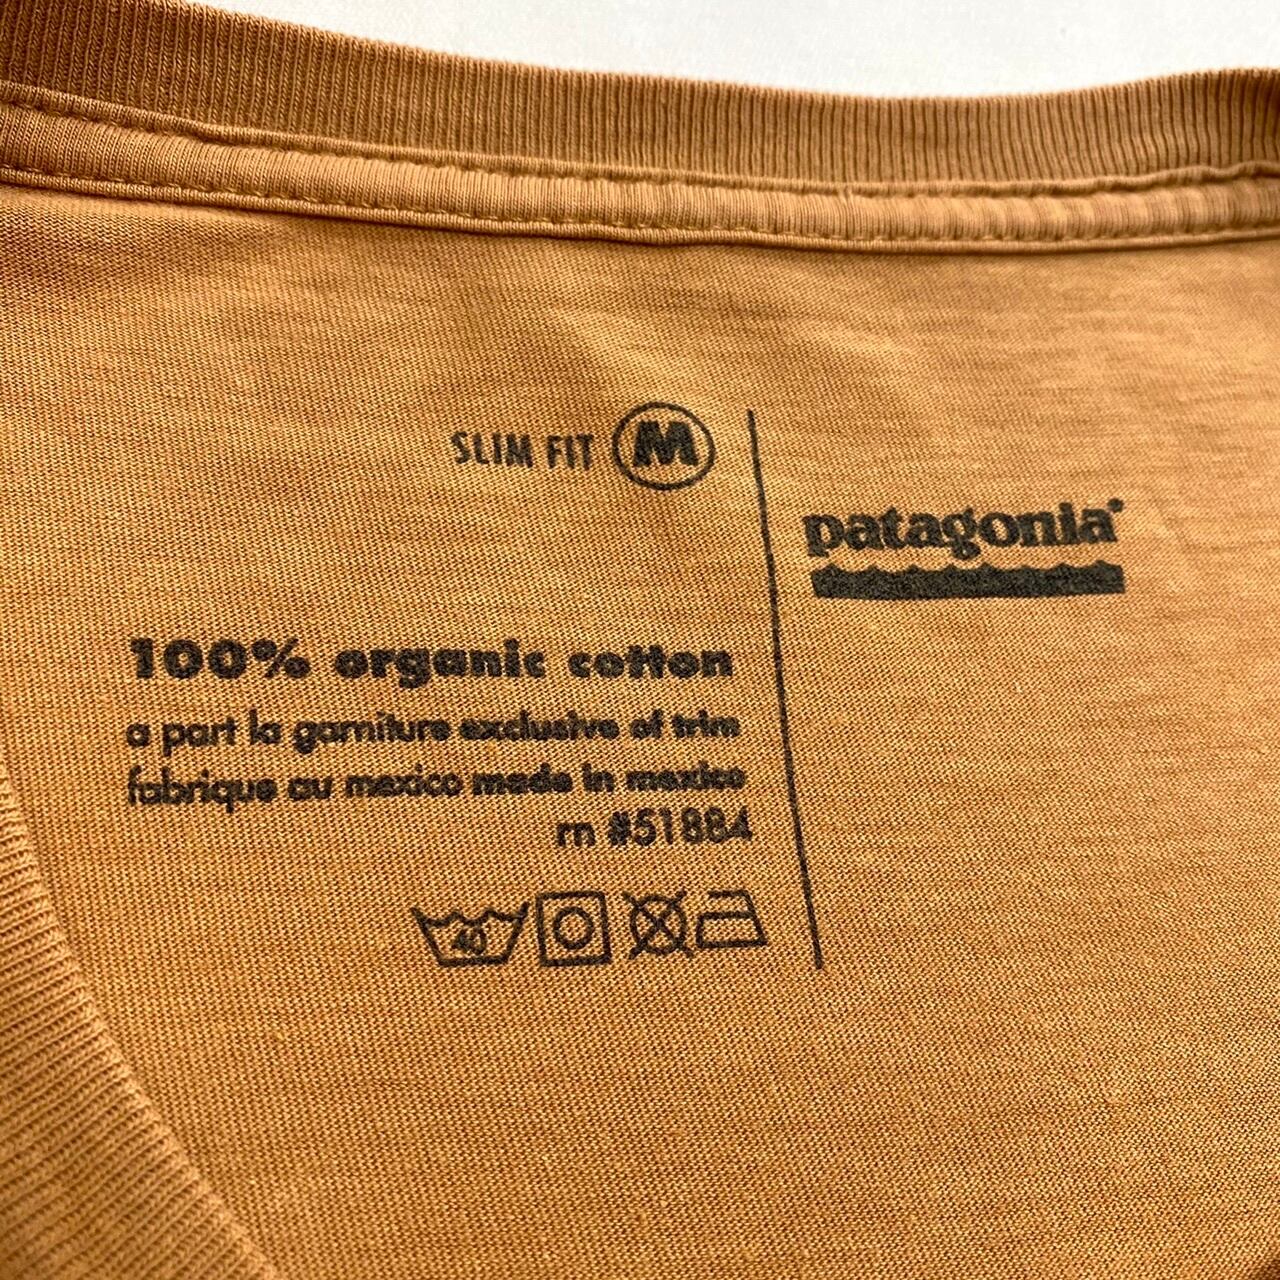 SLIM FIT M
patagonia®
100% organic cotton
a part la garniture exclusive of trim
fabrique au mexico made in mexico
rn #51884
40